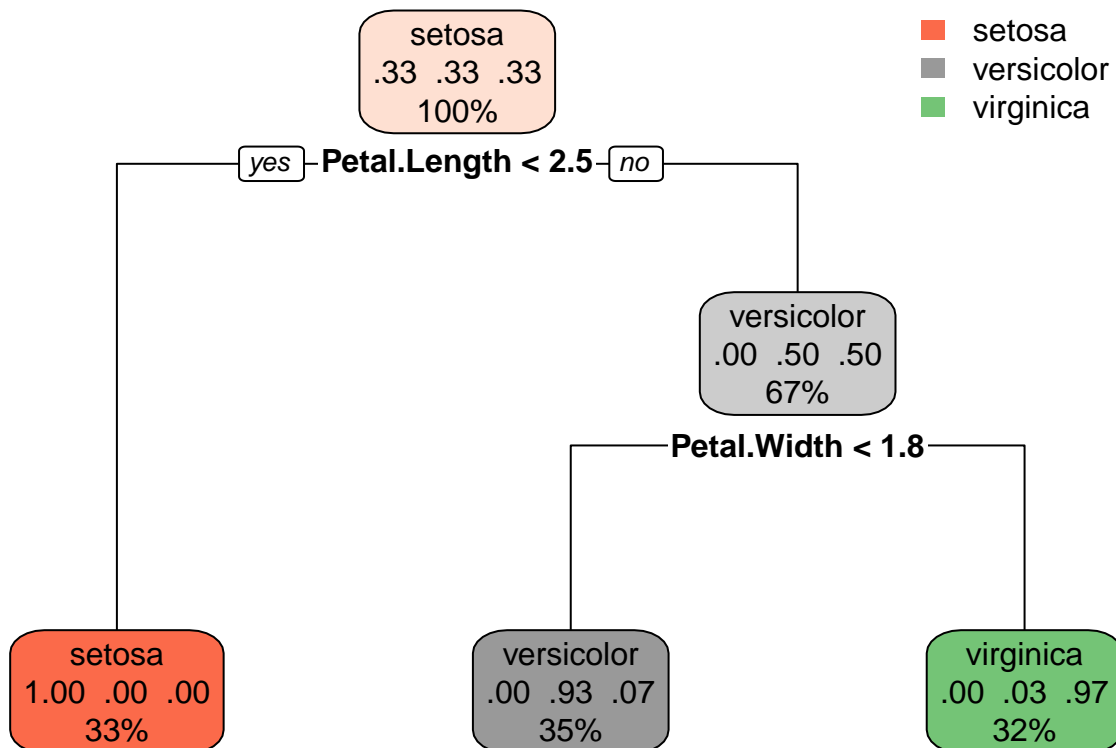 setosa
.33 .33 .33
100%
setosa
versicolor
virginica
yes Petal.Length < 2.5 no
versicolor
.00 .50 .50
67%
Petal.Width < 1.8
setosa
1.00 .00 .00
33%
versicolor
.00 .93 .07
35%
virginica
.00 .03 .97
32%